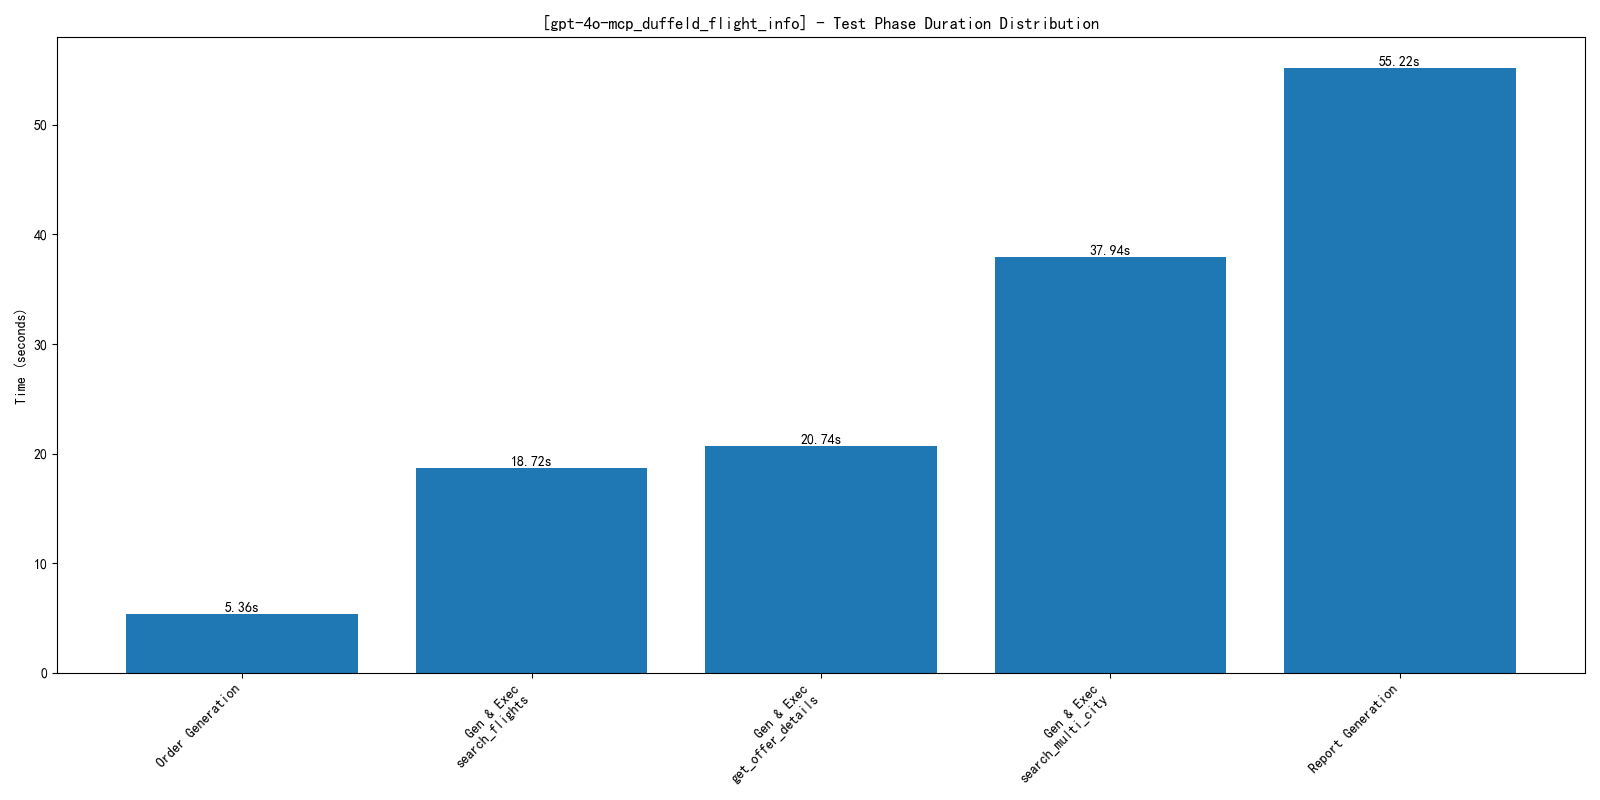 [gpt-4o-mcp_duffeld_flight_info] - Test Phase Duration Distribution
Time (seconds)
50
40
30
20
10
0
5.36s
18.72s
20.74s
37.94s
55.22s
Order Generation
Gen & Exec
search_flights
Gen & Exec
get_offer_details
Gen & Exec
search_multi_city
Report Generation